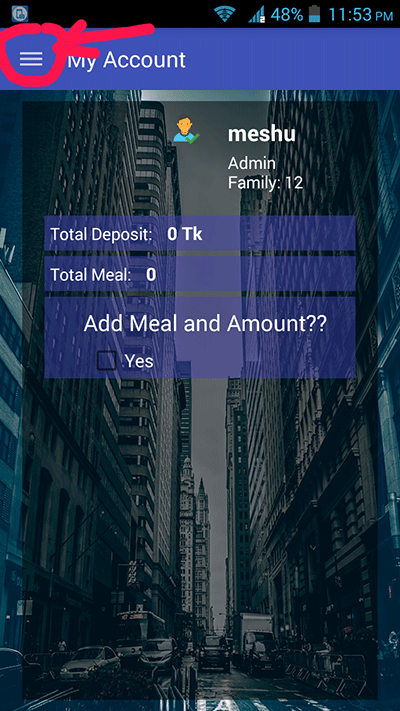 2 48% 11:53 PM
My Account
meshu
Admin
Family: 12
Total Deposit: 0 Tk
Total Meal: 0
Add Meal and Amount??
Yes